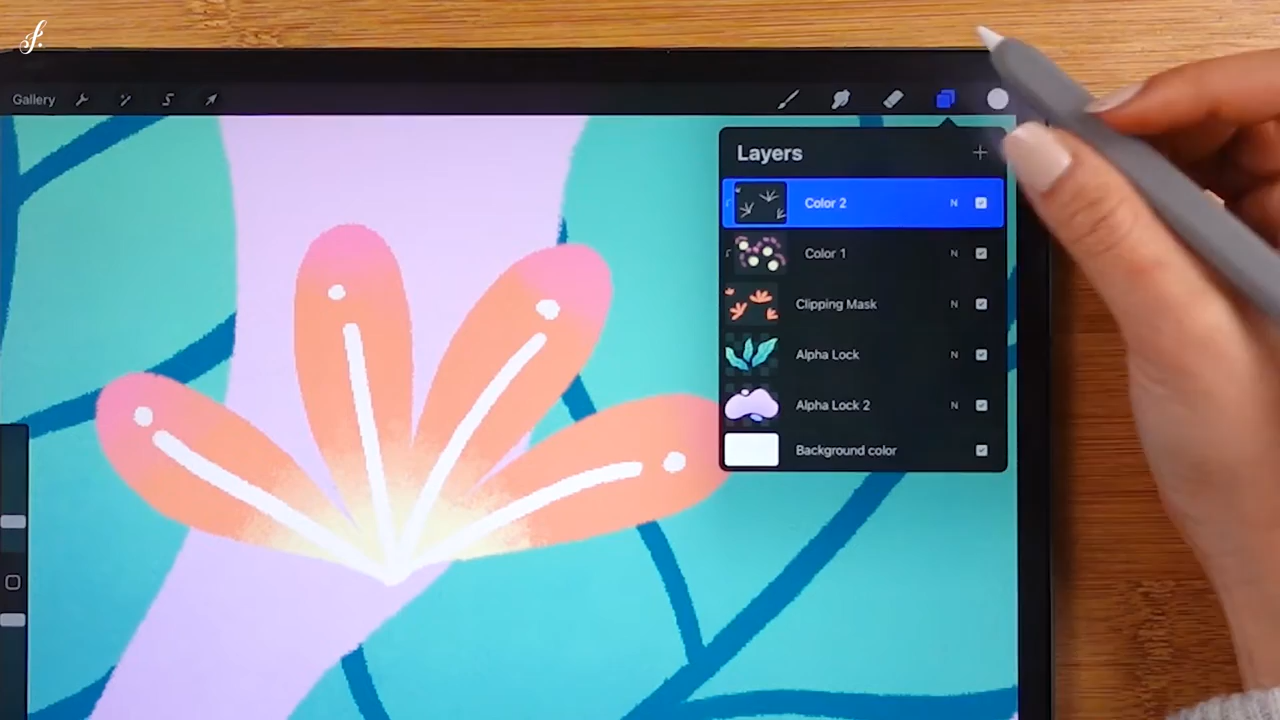 Gallery
Layers
Color 2 N
Color 1 N
Clipping Mask N
Alpha Lock N
Alpha Lock 2 N
Background color